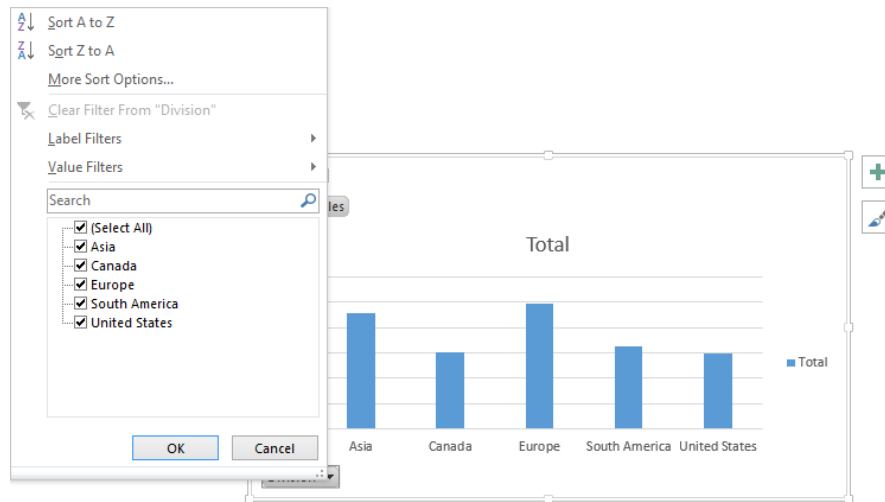 Sort A to Z
Sort Z to A
More Sort Options...
Clear Filter From "Division"
Label Filters
Value Filters
Search
(Select All)
Asia
Canada
Europe
South America
United States
OK Cancel
les
Total
Total
Asia Canada Europe South America United States
Division